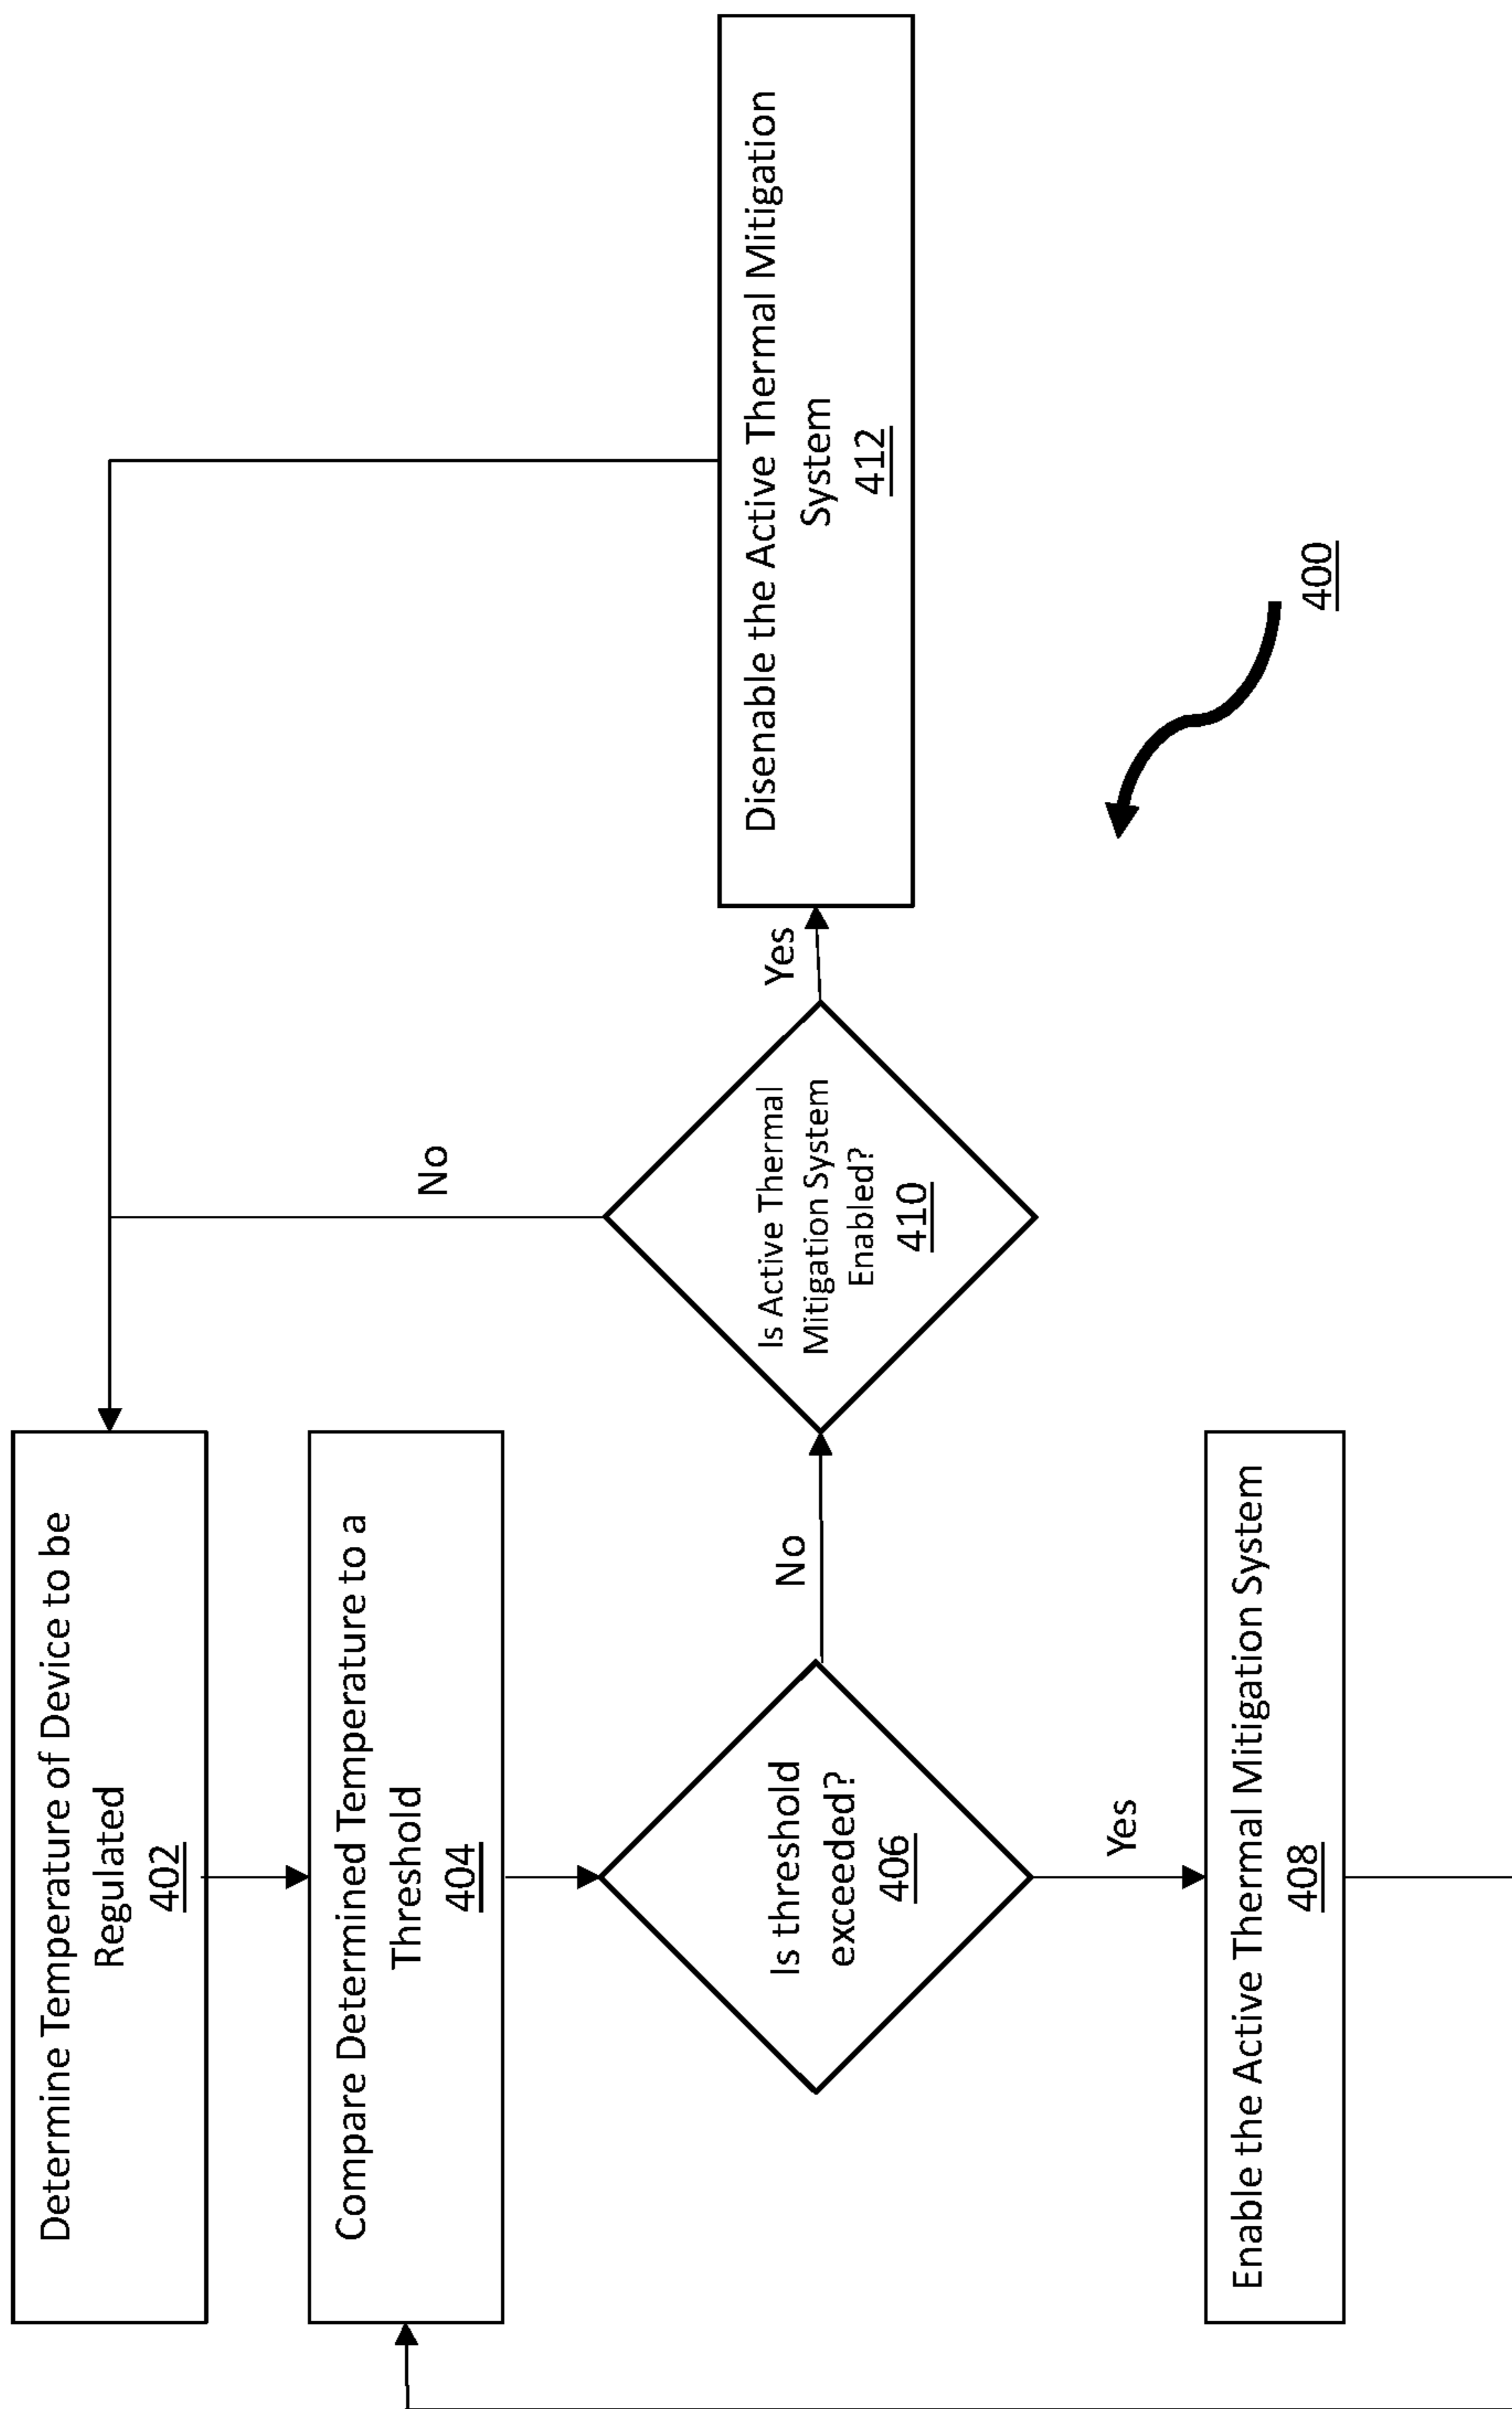 Determine Temperature of Device to be
Regulated
402
Compare Determined Temperature to a
Threshold
404
Is threshold
exceeded?
406
No
Yes
Enable the Active Thermal Mitigation System
408
Is Active Thermal
Mitigation System
Enabled?
410
No
Yes
Disenable the Active Thermal Mitigation
System
412
400